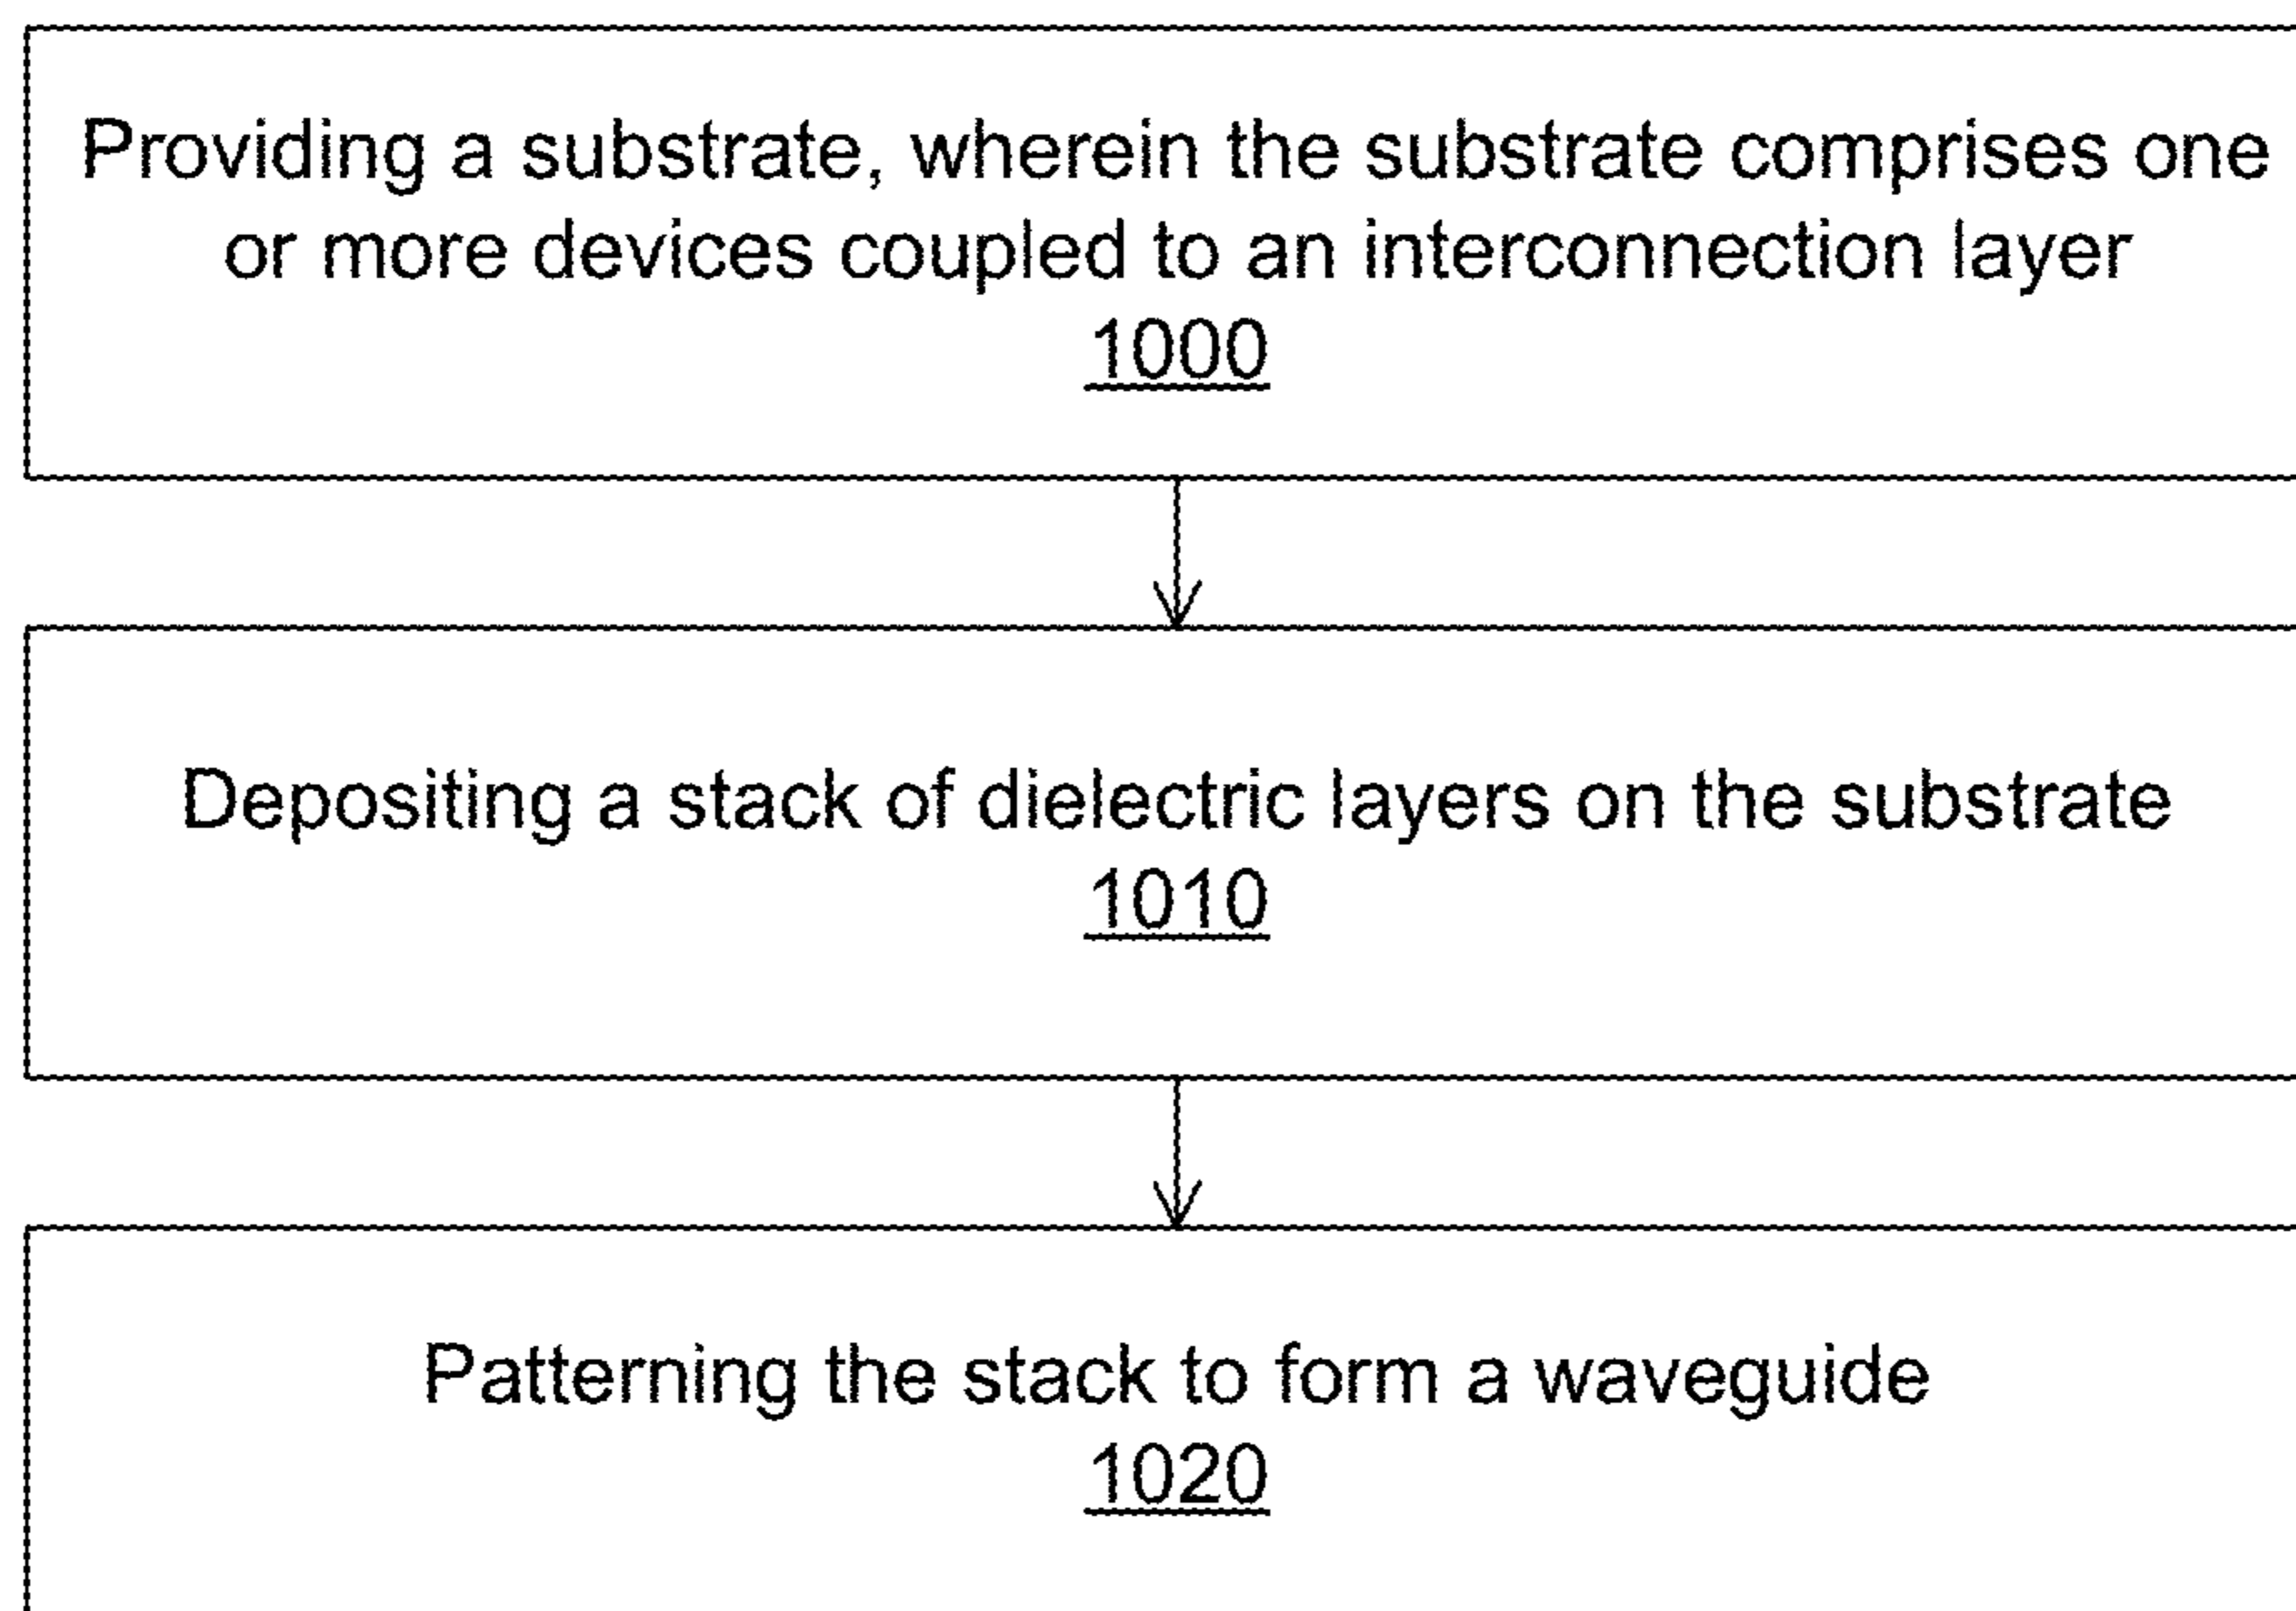 Providing a substrate, wherein the substrate comprises one
or more devices coupled to an interconnection layer
1000
Depositing a stack of dielectric layers on the substrate
1010
Patterning the stack to form a waveguide
1020